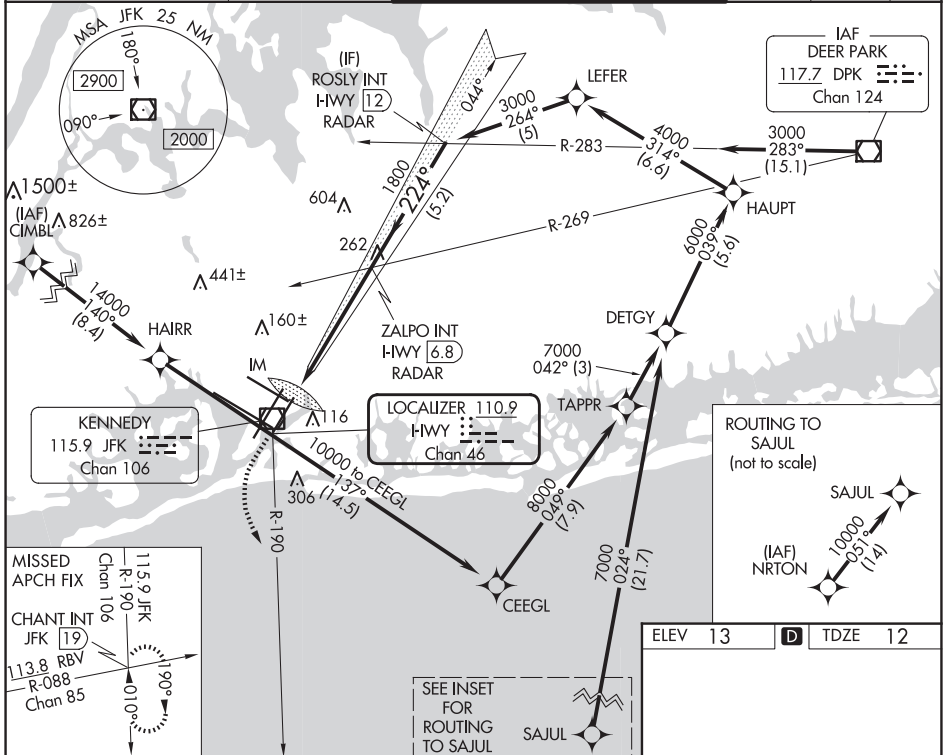 MSA JFK 25 NM
180°
2900
090°
2000
(IF)
ROSLY INT
I-IWY 12
RADAR
044°
LEFER
3000
264°
(5)
IAF
DEER PARK
117.7 DPK
Chan 124
4000
314°
(6.6)
R-283
3000
283°
(15.1)
HAUPT
R-269
1500±
(IAF)
CIMBL
826±
604
1800
224°
(5.2)
262
441±
14000
140°
(8.4)
HAIRR
160±
ZALPO INT
I-IWY 6.8
RADAR
6000
039°
(5.6)
DETGY
7000
042° (3)
TAPPR
IM
KENNEDY
115.9 JFK
Chan 106
116
LOCALIZER 110.9
I-IWY
Chan 46
306
10000 to CEEGL
137°
(14.5)
R-190
8000
049°
(7.9)
CEEGL
7000
024°
(21.7)
ROUTING TO
SAJUL
(not to scale)
SAJUL
10000
051°
(14)
(IAF)
NRTON
MISSED
APCH FIX
115.9 JFK
R-190
Chan 106
CHANT INT
JFK 19
113.8 RBV
R-088
Chan 85
190°
010°
SEE INSET
FOR
ROUTING
TO SAJUL
SAJUL
ELEV 13 D TDZE 12